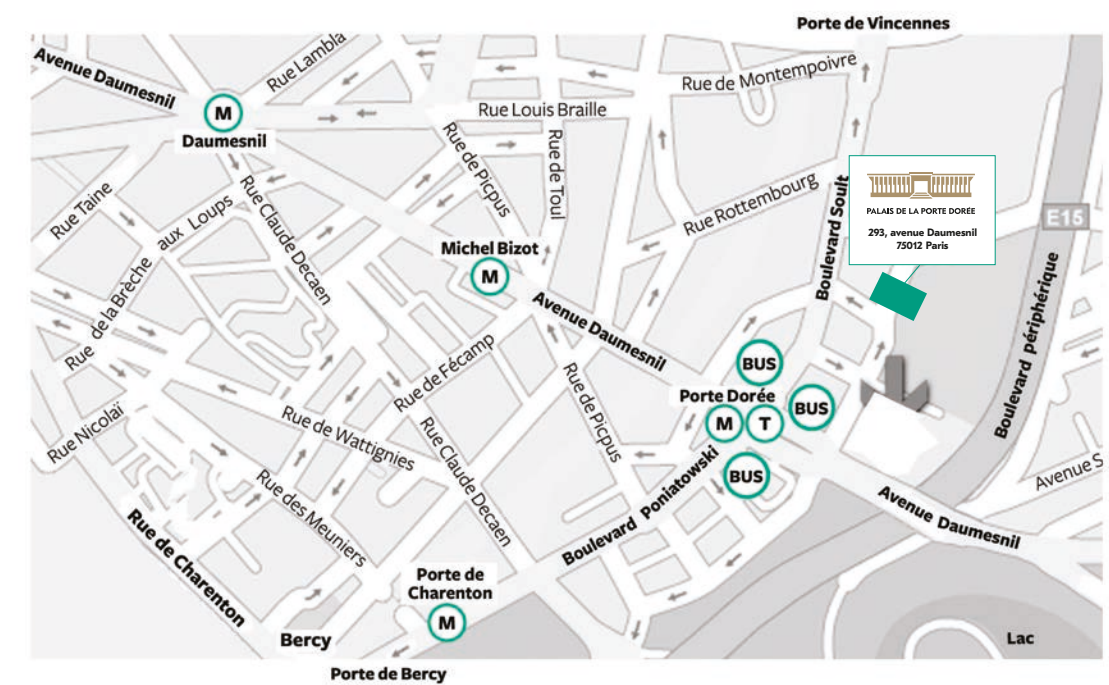 Porte de Vincennes
Avenue Daumesnil
Rue Lambla
M
Daumesnil
Rue Louis Braille
Rue de Montempoivre
Rue de Picpus
Rue de Toul
Rue Taine
Rue Claude Decaen
Rue de la Brèche aux Loups
Rue Rottembourg
Boulevard Soult
PALAIS DE LA PORTE DORÉE
293, avenue Daumesnil
75012 Paris
E15
Michel Bizot
M
Avenue Daumesnil
Boulevard périphérique
Rue de Fécamp
Rue de Picpus
BUS
Porte Dorée
M
T
BUS
BUS
Rue Nicolaï
Rue de Wattignies
Rue Claude Decaen
Rue des Meuniers
Boulevard Poniatowski
Avenue Daumesnil
Avenue S
Rue de Charenton
Porte de
Charenton
M
Bercy
Lac
Porte de Bercy